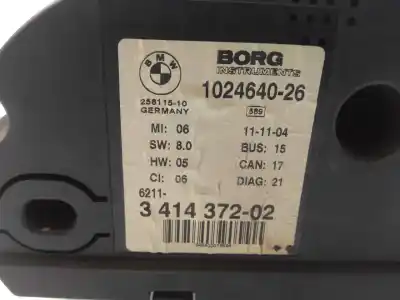 BMW
BORG
INSTRUMENTS
1024640-26
258115-10
GERMANY
589
MI: 06 11-11-04
SW: 8.0 BUS: 15
HW: 05 CAN: 17
CI: 06 DIAG: 21
6211-
3 414 372-02